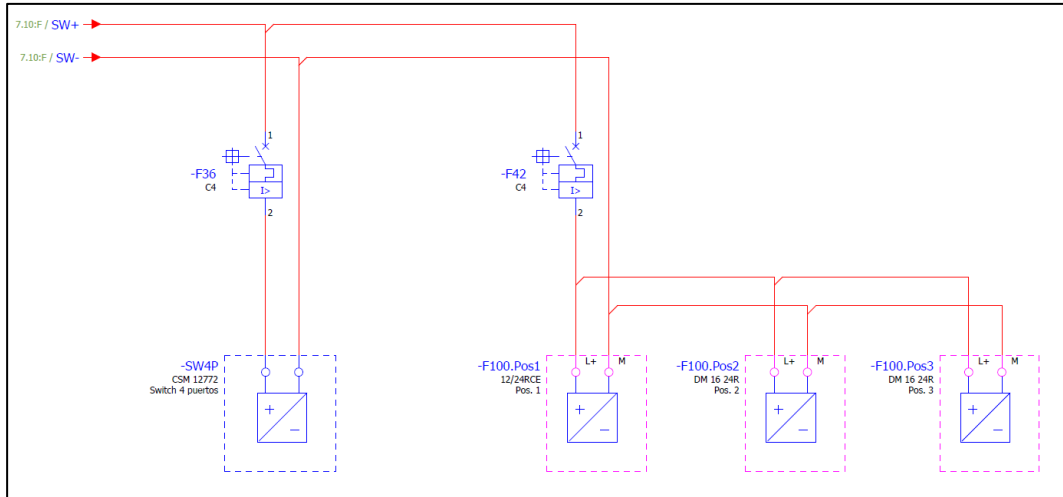 7.10:F / SW+
7.10:F / SW-
1
-F36
C4
I>
2
1
-F42
C4
I>
2
-SW4P
CSM 12772
Switch 4 puertos
+
−
-F100.Pos1
12/24RCE
Pos. 1
L+
M
+
−
-F100.Pos2
DM 16 24R
Pos. 2
L+
M
+
−
-F100.Pos3
DM 16 24R
Pos. 3
L+
M
+
−